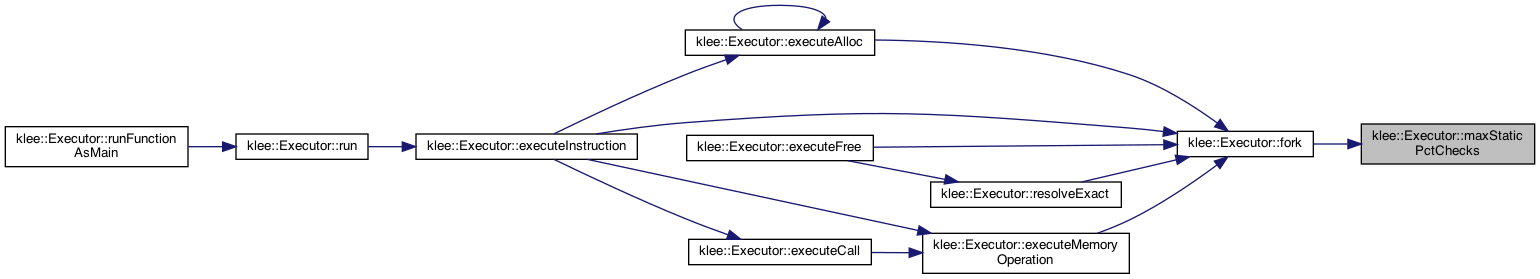 klee::Executor::runFunction
AsMain
klee::Executor::run
klee::Executor::executeInstruction
klee::Executor::executeAlloc
klee::Executor::executeFree
klee::Executor::resolveExact
klee::Executor::executeCall
klee::Executor::executeMemory
Operation
klee::Executor::fork
klee::Executor::maxStatic
PctChecks